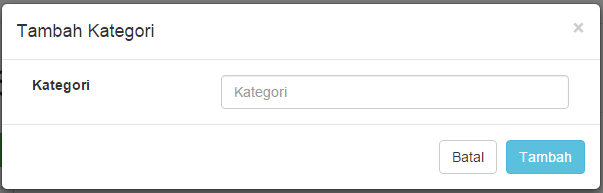 Tambah Kategori ×
Kategori Kategori
Batal Tambah